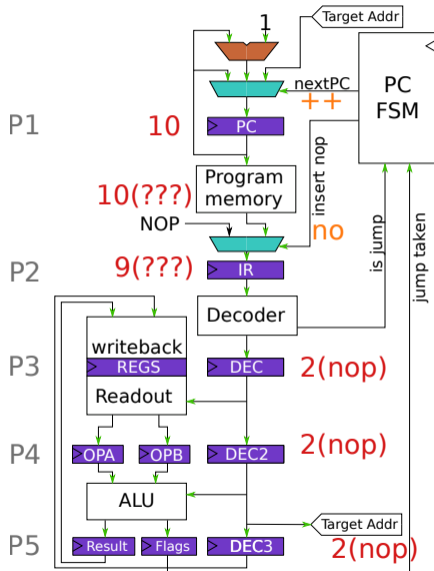 1
Target Addr
nextPC
++
PC
FSM
P1
10
PC
10(???)
Program
memory
insert nop
is jump
jump taken
NOP
no
P2
9(???)
IR
Decoder
writeback
P3
REGS
DEC
2(nop)
Readout
P4
OPA
OPB
DEC2
2(nop)
ALU
Target Addr
P5
Result
Flags
DEC3
2(nop)